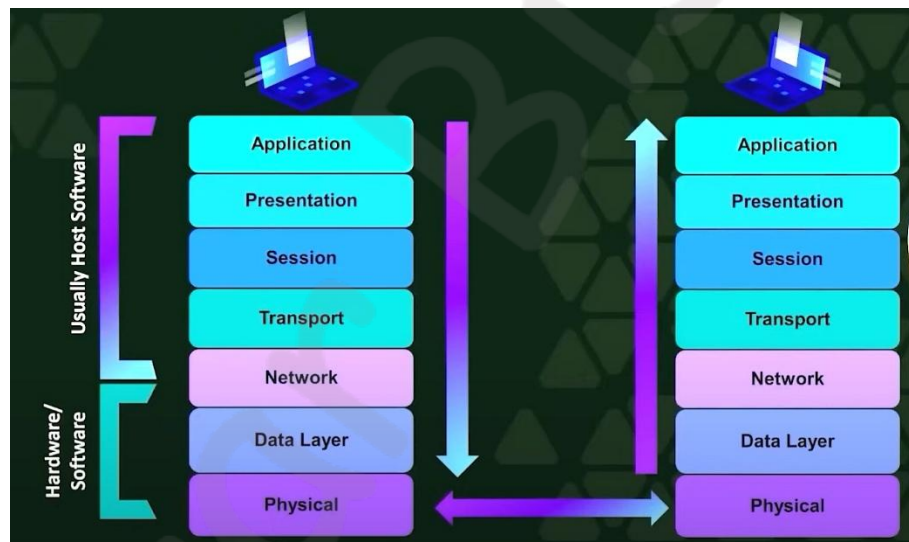 Usually Host Software
Hardware/
Software
Application
Presentation
Session
Transport
Network
Data Layer
Physical
Application
Presentation
Session
Transport
Network
Data Layer
Physical